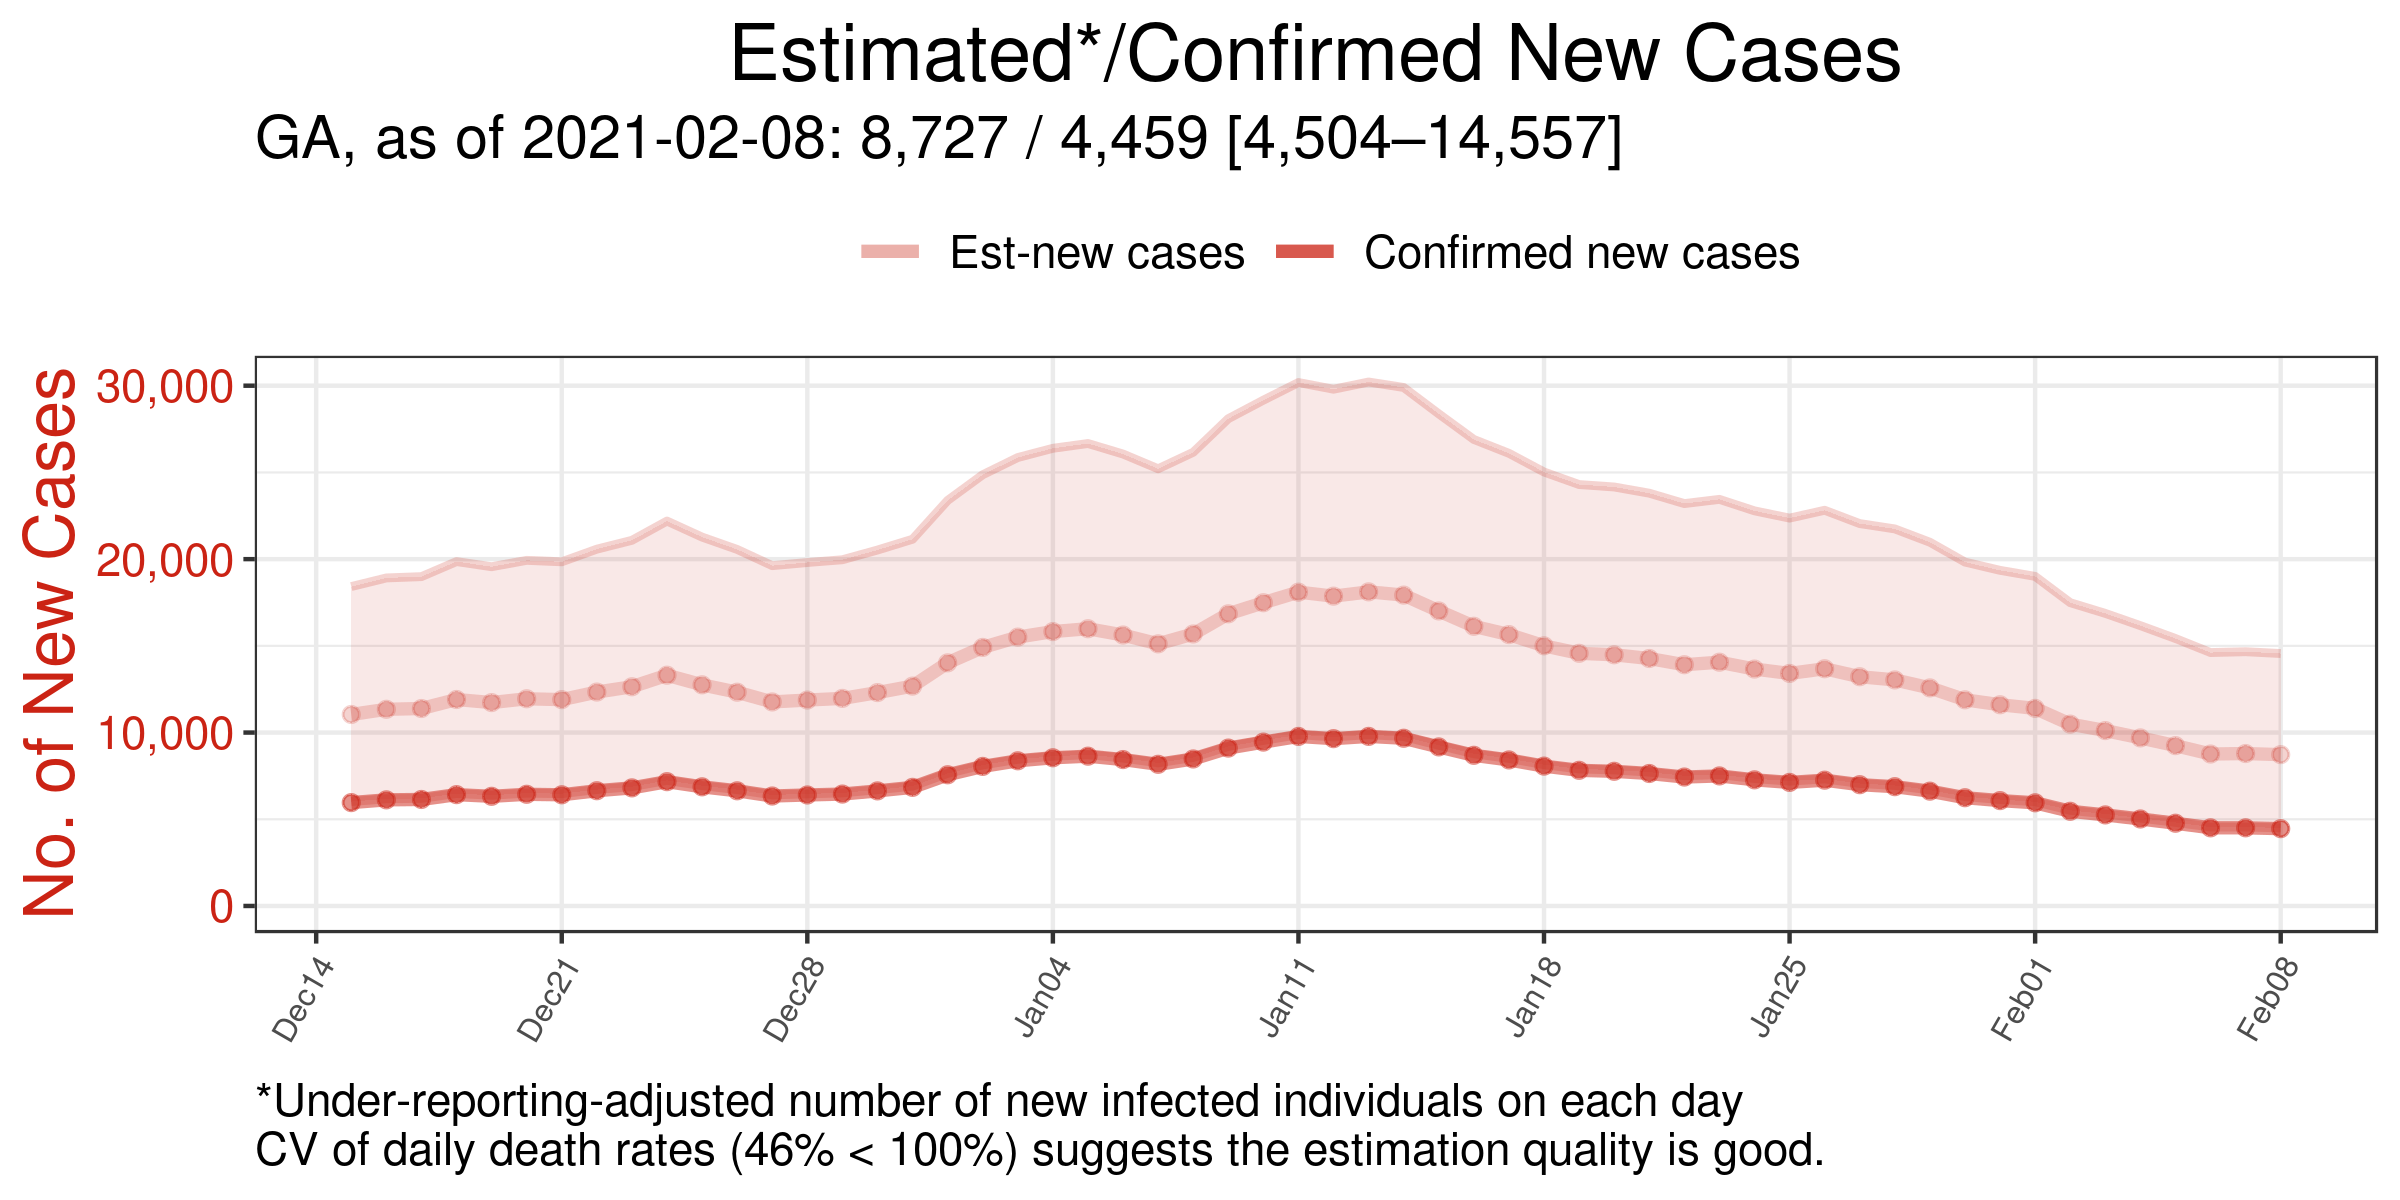 Estimated*/Confirmed New Cases
GA, as of 2021-02-08: 8,727 / 4,459 [4,504–14,557]
Est-new cases
Confirmed new cases
No. of New Cases
30,000
20,000
10,000
0
Dec14
Dec21
Dec28
Jan04
Jan11
Jan18
Jan25
Feb01
Feb08
*Under-reporting-adjusted number of new infected individuals on each day
CV of daily death rates (46% < 100%) suggests the estimation quality is good.